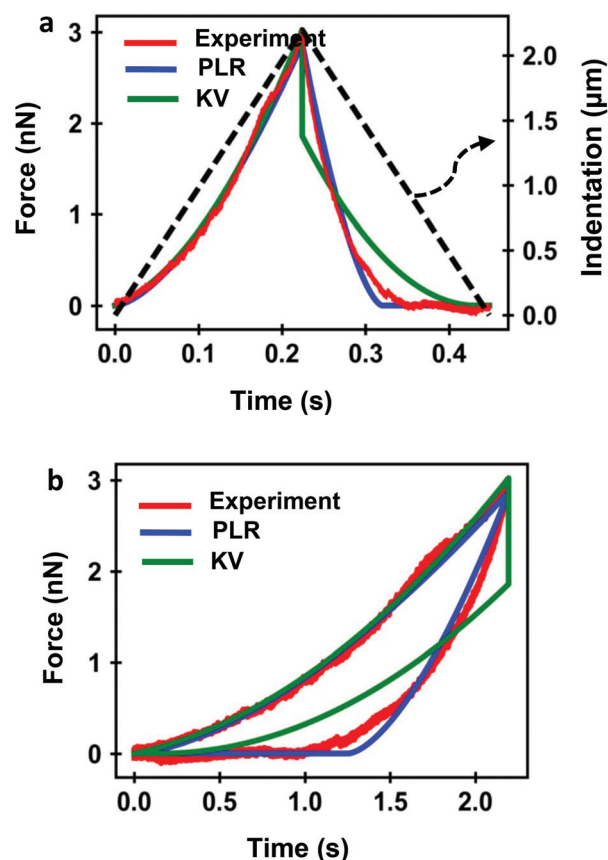 a
Experiment
PLR
KV
Force (nN)
3
2
1
0
Indentation (µm)
2.0
1.5
1.0
0.5
0.0
0.0 0.1 0.2 0.3 0.4
Time (s)
b
Experiment
PLR
KV
Force (nN)
3
2
1
0
0.0 0.5 1.0 1.5 2.0
Time (s)